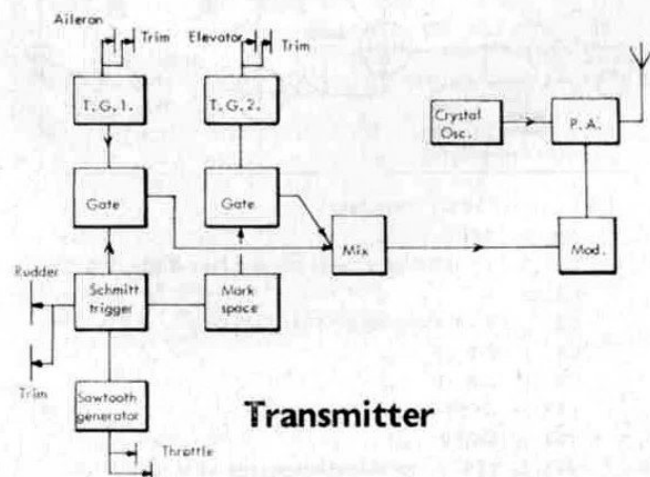 Aileron
Trim
Elevator
Trim
T.G.1.
T.G.2.
Crystal
Osc.
P.A.
Gate
Gate
Mix
Mod.
Rudder
Schmitt
trigger
Mark
space
Trim
Sawtooth
generator
Transmitter
Throttle